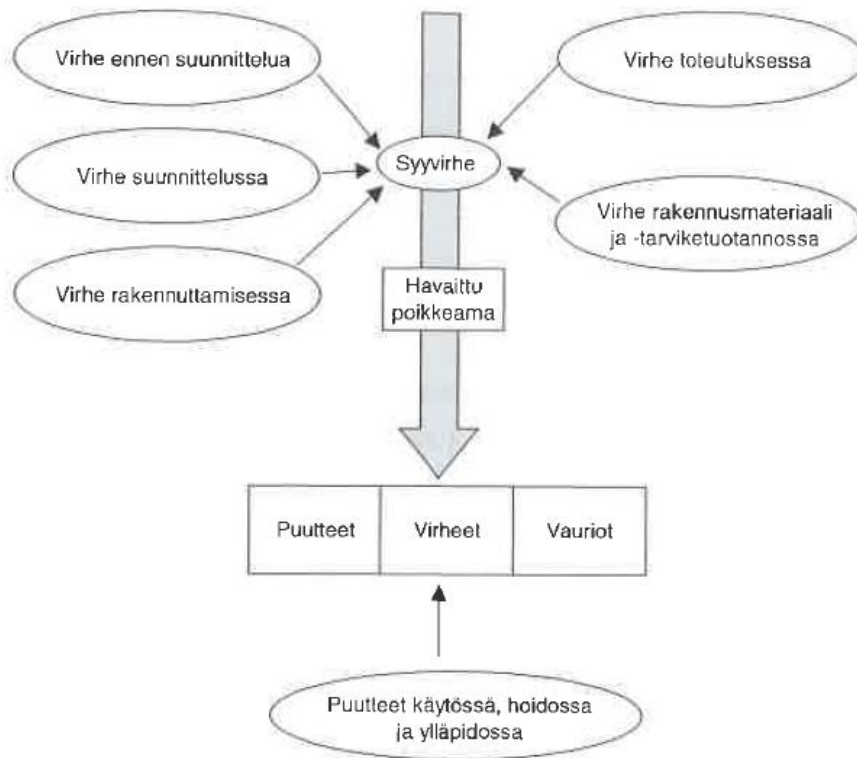 Virhe ennen suunnittelua
Virhe toteutuksessa
Syyvirhe
Virhe suunnittelussa
Virhe rakennusmateriaali
ja -tarviketuotannossa
Virhe rakennuttamisessa
Havaittu
poikkeama
Puutteet
Virheet
Vauriot
Puutteet käytössä, hoidossa
ja ylläpidossa